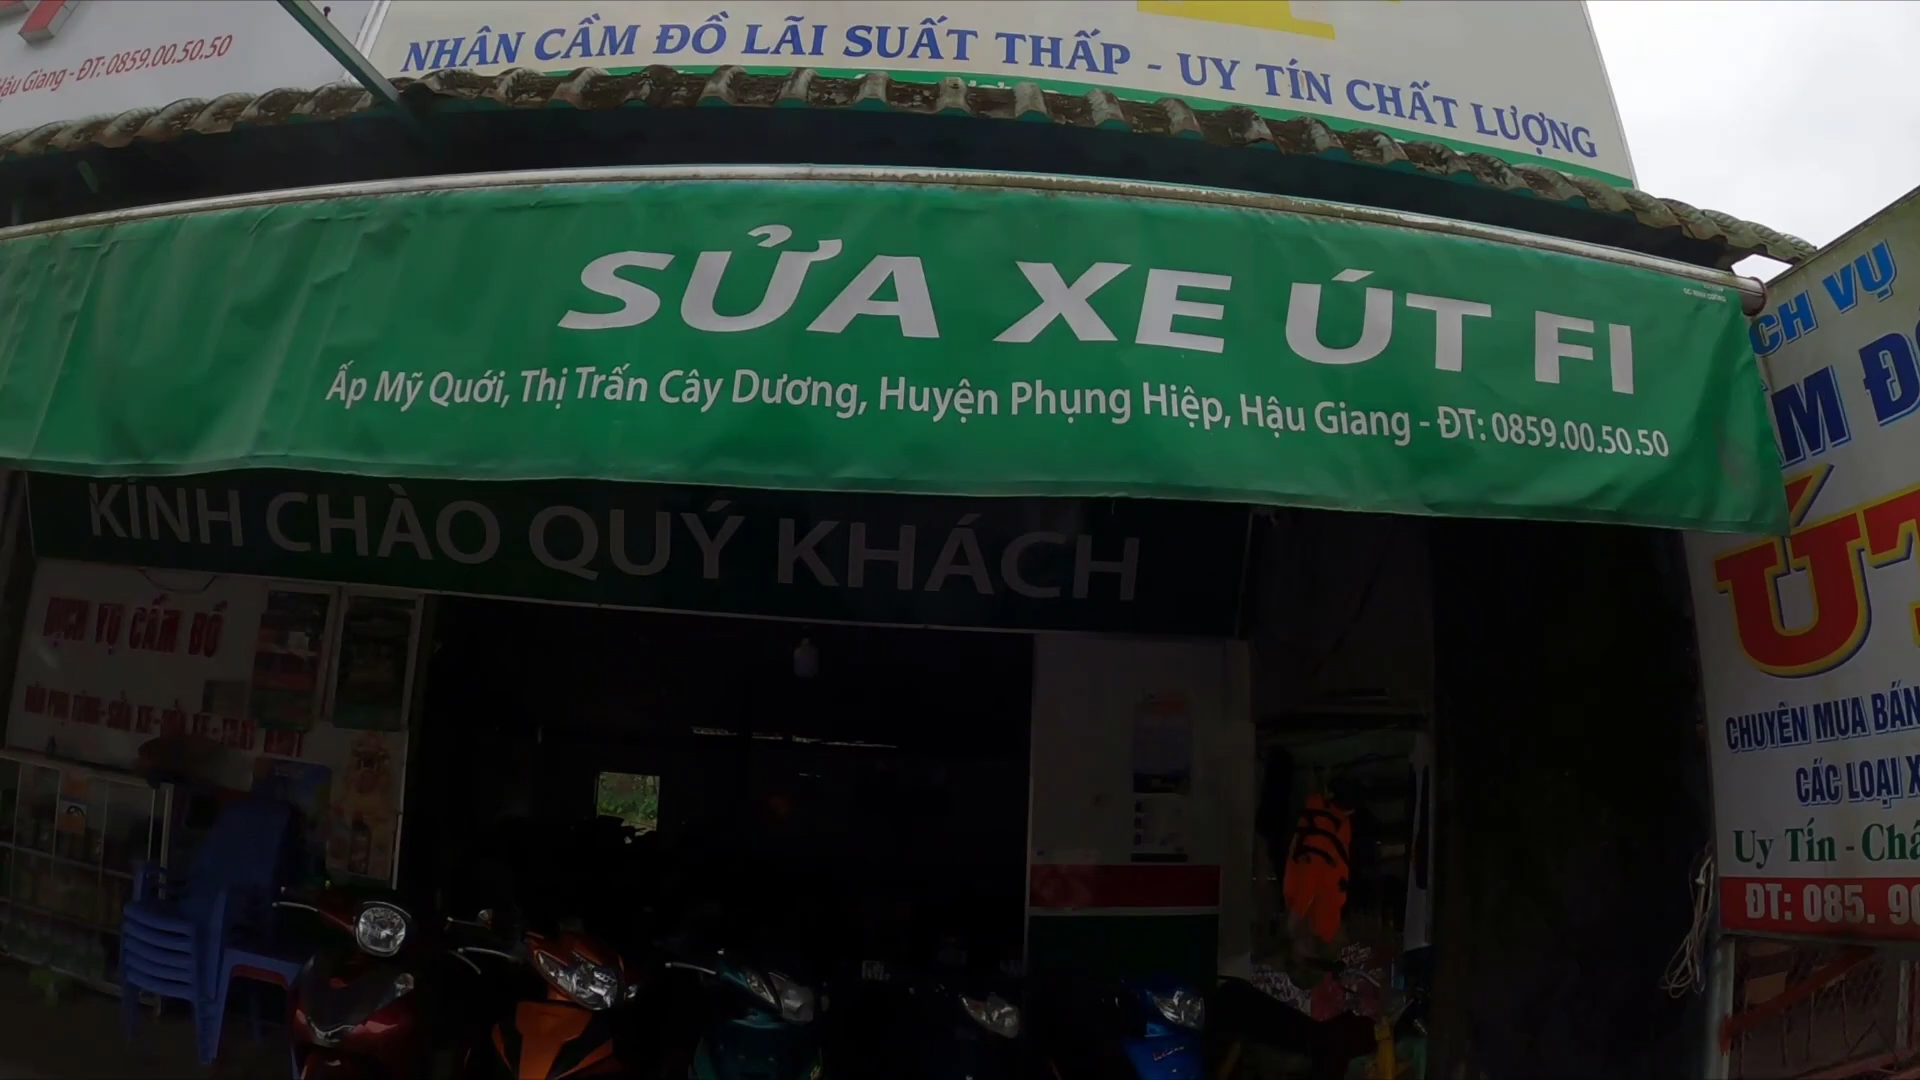 Hậu Giang - ĐT: 0859.00.50.50
NHÂN CẦM ĐỒ LÃI SUẤT THẤP - UY TÍN CHẤT LƯỢNG
SỬA XE ÚT FI
Ấp Mỹ Quới, Thị Trấn Cây Dương, Huyện Phụng Hiệp, Hậu Giang - ĐT: 0859.00.50.50
KÍNH CHÀO QUÝ KHÁCH
DỊCH VỤ CẦM ĐỒ
CH VỤ
ẦM ĐỒ
ÚT
CHUYÊN MUA BÁN
CÁC LOẠI X
Uy Tín - Chấ
ĐT: 085. 90